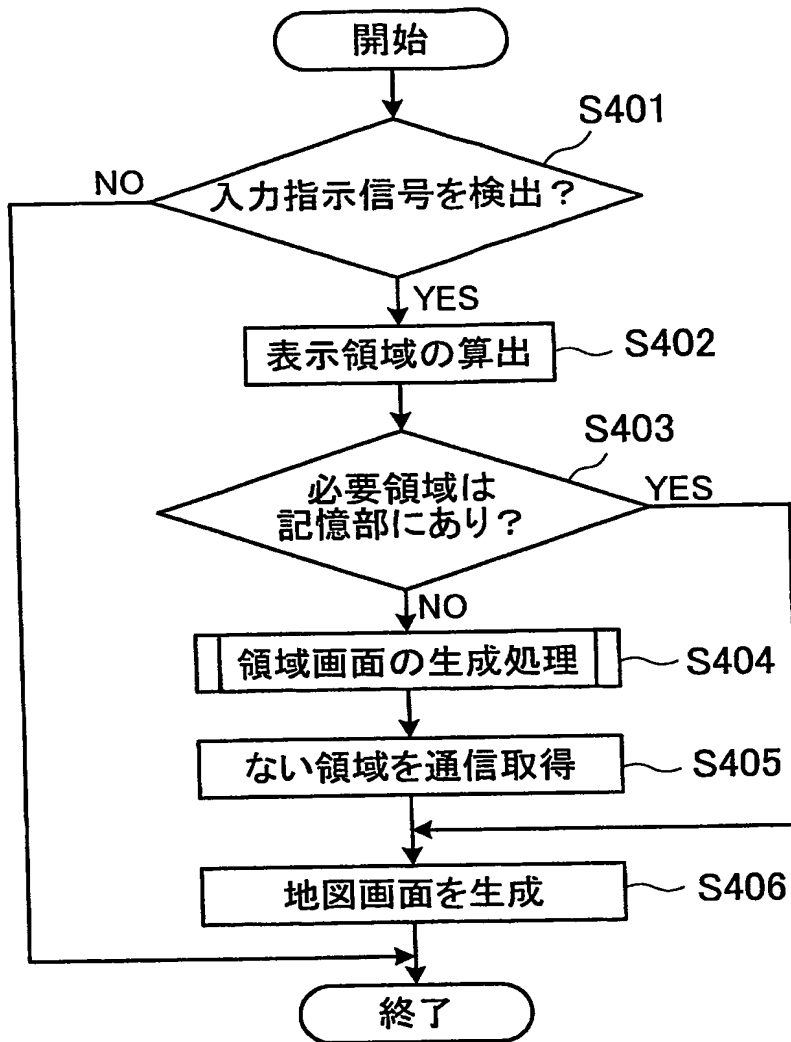 開始
S401
NO
入力指示信号を検出？
YES
表示領域の算出
S402
S403
必要領域は
記憶部にあり？
YES
NO
領域画面の生成処理
S404
ない領域を通信取得
S405
地図画面を生成
S406
終了